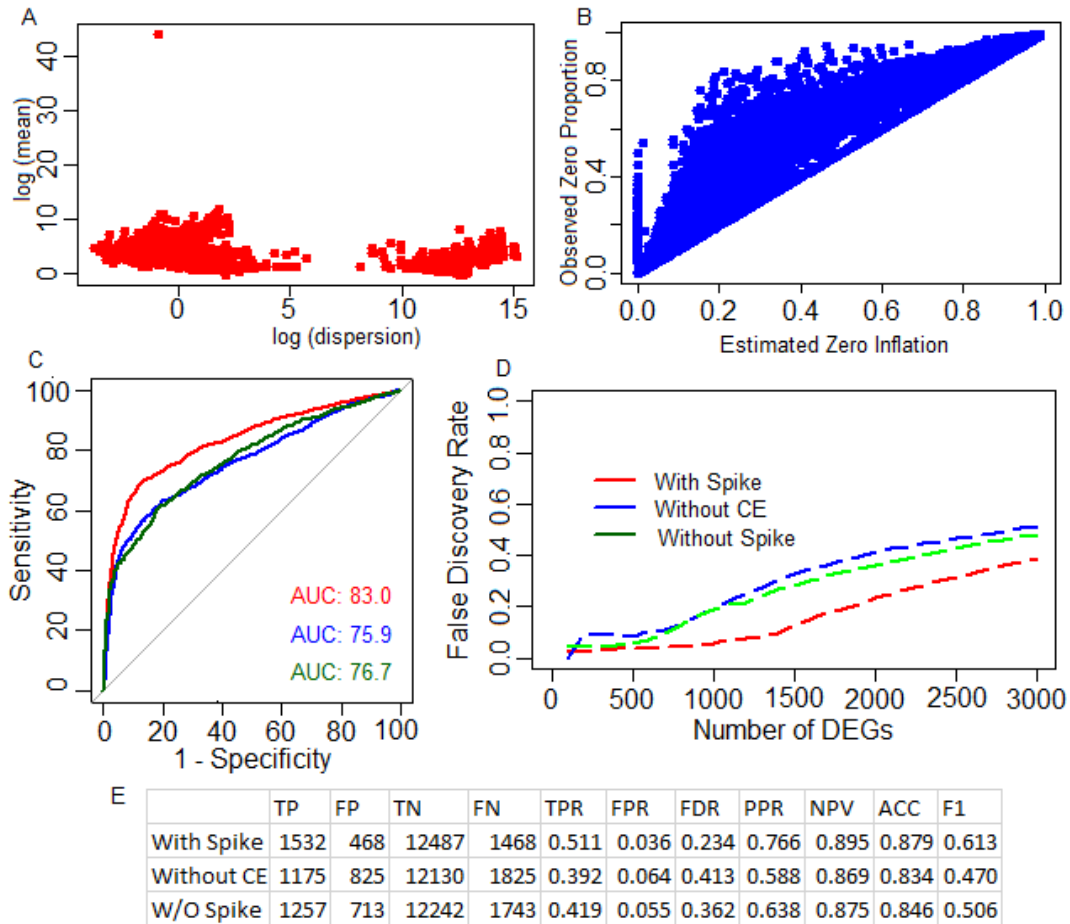 A
log (mean)
40
30
20
10
0
0 5 10 15
log (dispersion)
B
Observed Zero Proportion
0.8
0.4
0.0
0.0 0.2 0.4 0.6 0.8 1.0
Estimated Zero Inflation
C
Sensitivity
100
80
60
40
20
0
AUC: 83.0
AUC: 75.9
AUC: 76.7
0 20 40 60 80 100
1 - Specificity
D
False Discovery Rate
1.0
0.8
0.6
0.4
0.2
0.0
With Spike
Without CE
Without Spike
0 500 1000 1500 2000 2500 3000
Number of DEGs
E
TP FP TN FN TPR FPR FDR PPR NPV ACC F1
With Spike 1532 468 12487 1468 0.511 0.036 0.234 0.766 0.895 0.879 0.613
Without CE 1175 825 12130 1825 0.392 0.064 0.413 0.588 0.869 0.834 0.470
W/O Spike 1257 713 12242 1743 0.419 0.055 0.362 0.638 0.875 0.846 0.506